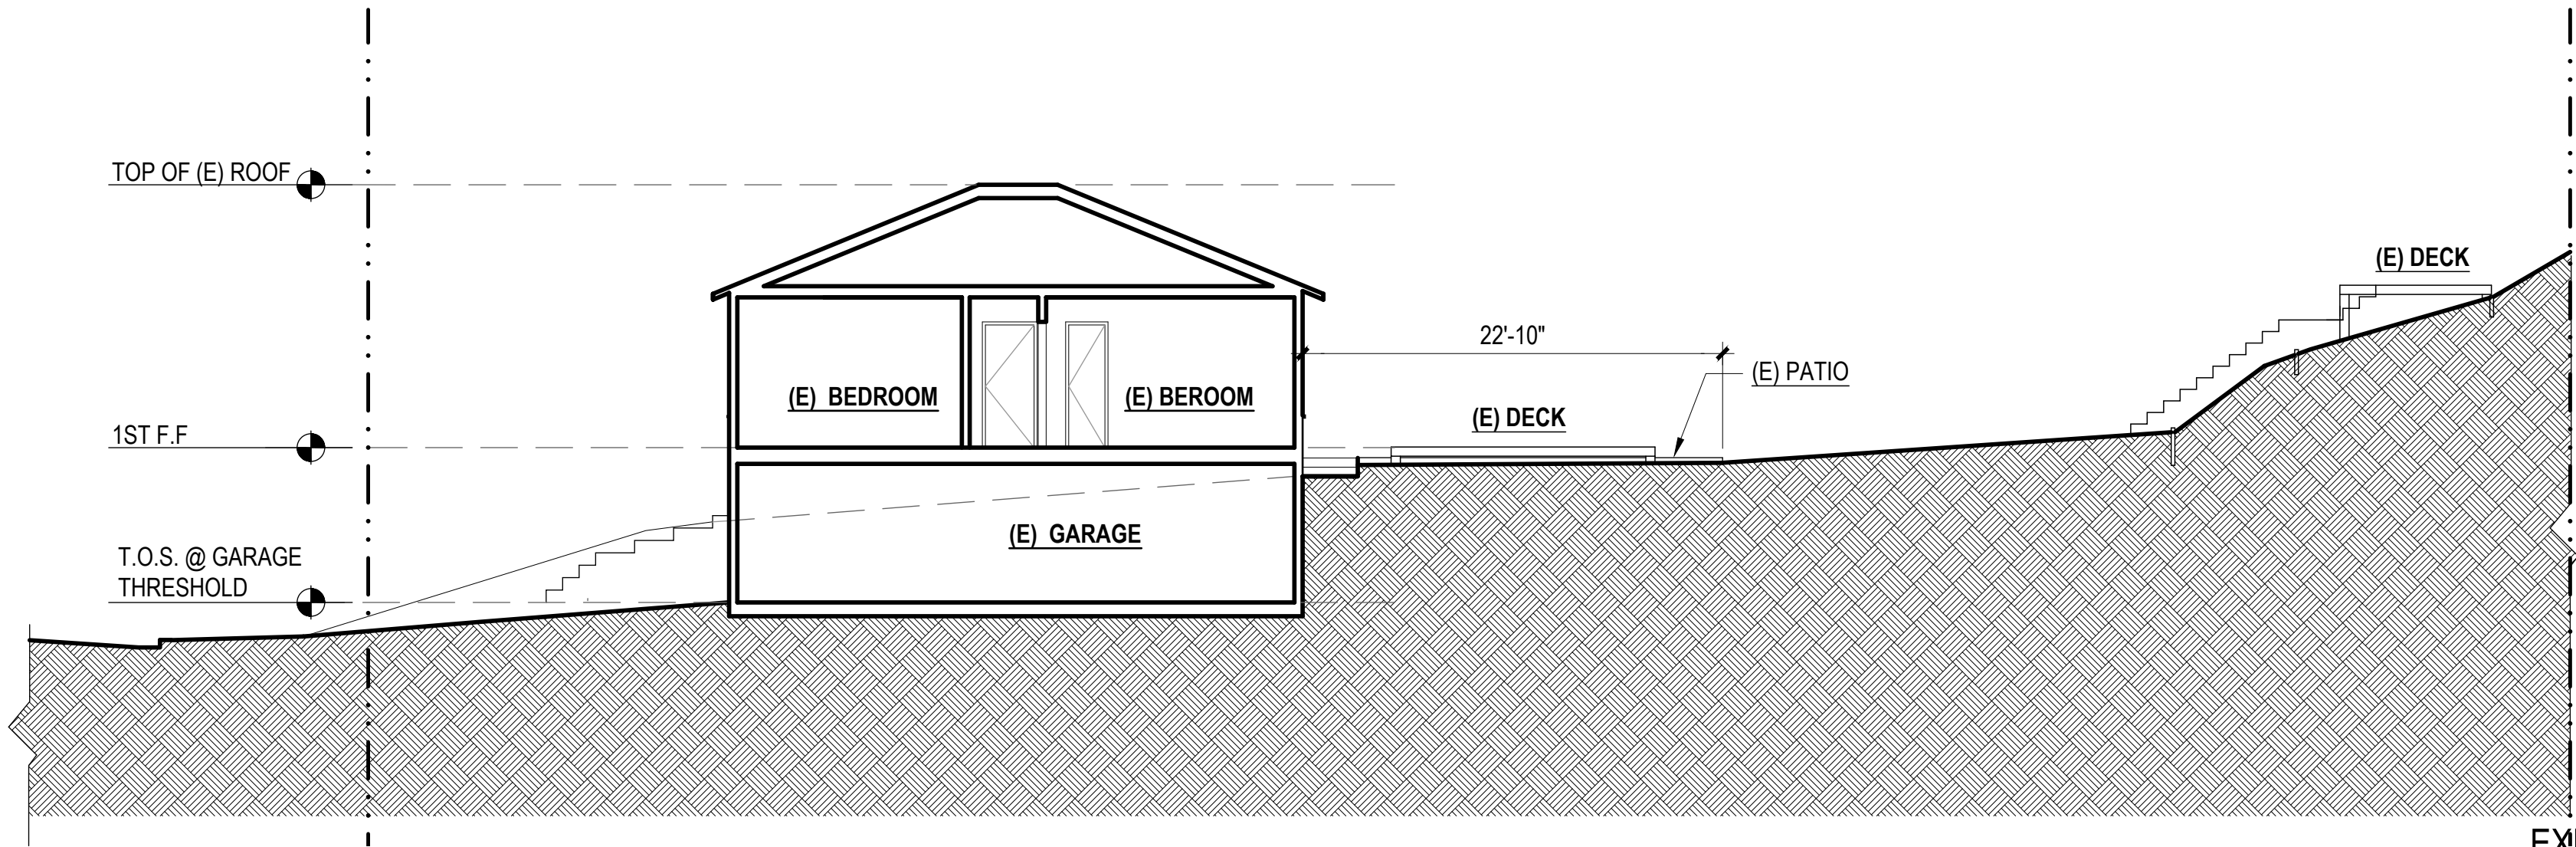 TOP OF (E) ROOF
(E) DECK
22'-10"
(E) PATIO
(E) BEDROOM
(E) BEROOM
(E) DECK
1ST F.F
(E) GARAGE
T.O.S. @ GARAGE
THRESHOLD